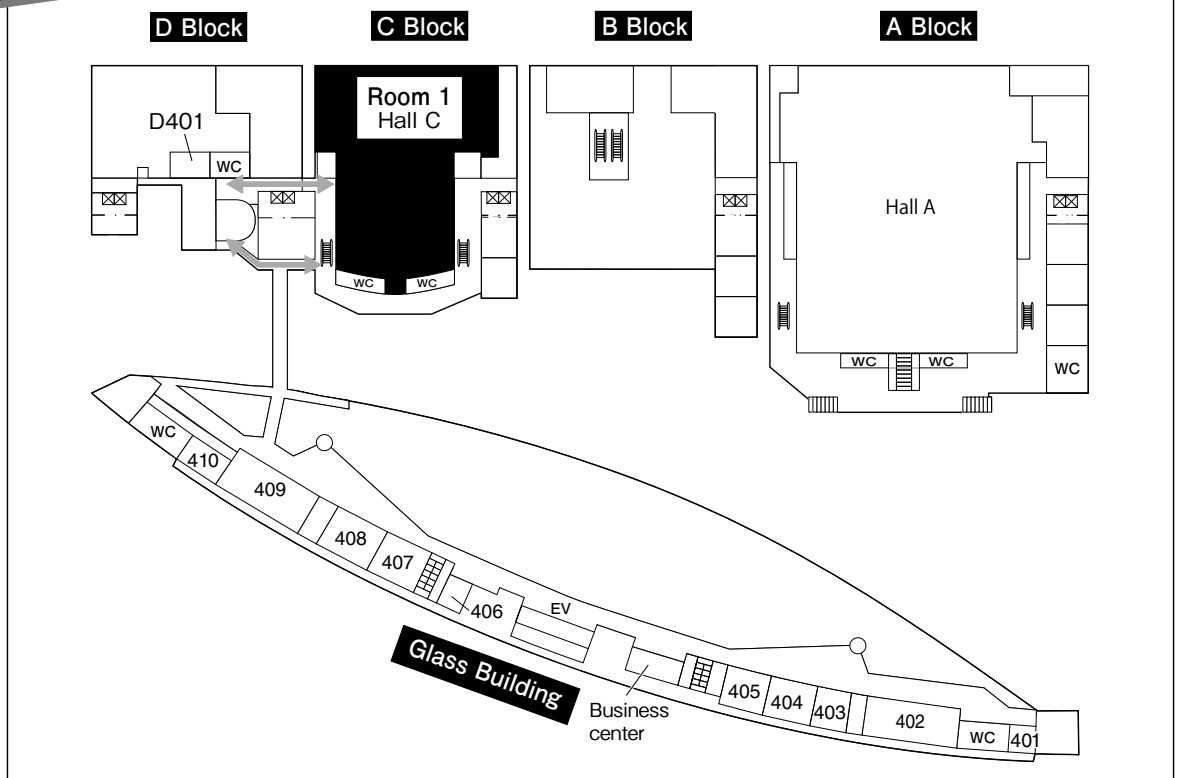 D Block
C Block
B Block
A Block
Room 1
Hall C
D401
WC
Hall A
WC
WC
WC
WC
WC
WC
410
409
408
407
406
EV
Glass Building
Business
center
405
404
403
402
WC
401